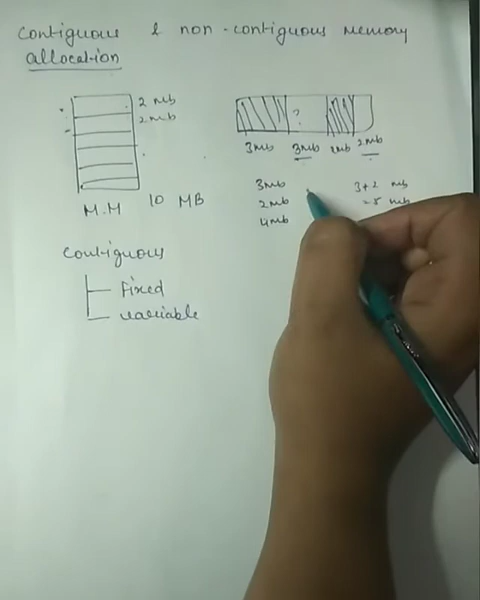 Contiguous & non-contiguous Memory
allocation
2 Mb
2 Mb
M.M 10 MB
?
3Mb 3Mb 2Mb 2Mb
3Mb
2Mb
4Mb
3+2 Mb
=5 Mb
Contiguous
Fixed
variable